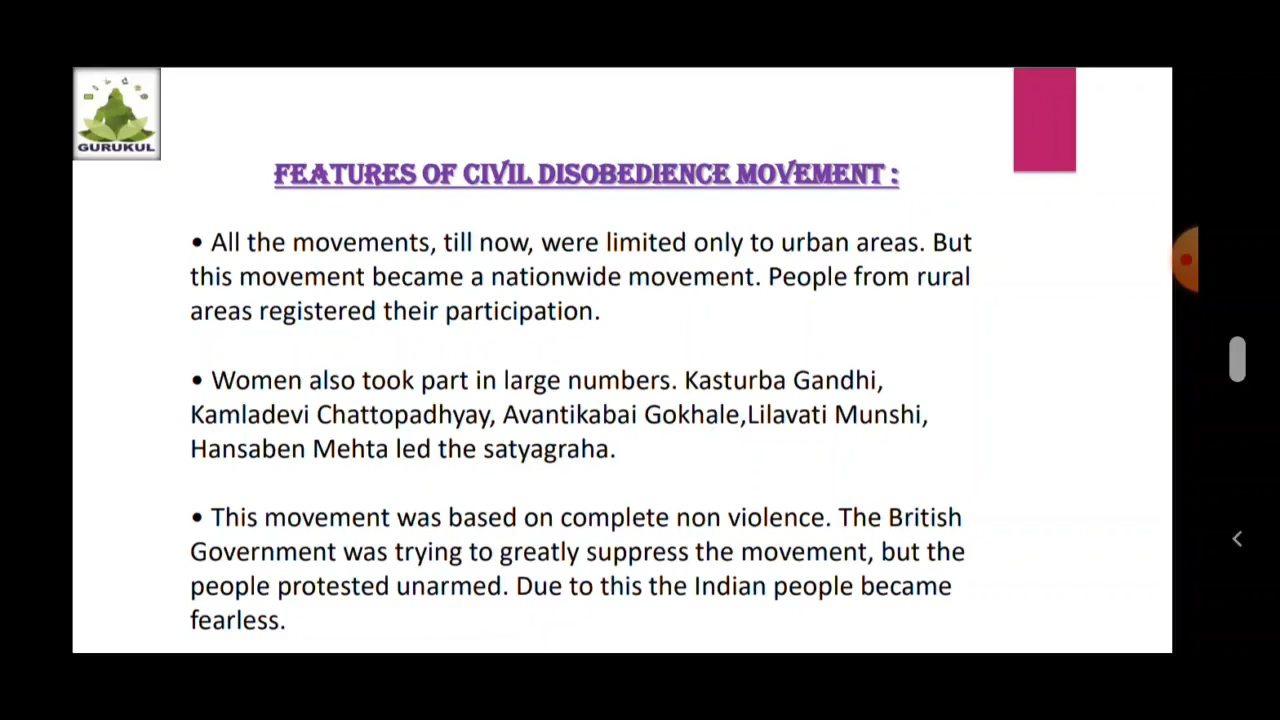 GURUKUL
FEATURES OF CIVIL DISOBEDIENCE MOVEMENT :
• All the movements, till now, were limited only to urban areas. But
this movement became a nationwide movement. People from rural
areas registered their participation.
• Women also took part in large numbers. Kasturba Gandhi,
Kamladevi Chattopadhyay, Avantikabai Gokhale,Lilavati Munshi,
Hansaben Mehta led the satyagraha.
• This movement was based on complete non violence. The British
Government was trying to greatly suppress the movement, but the
people protested unarmed. Due to this the Indian people became
fearless.